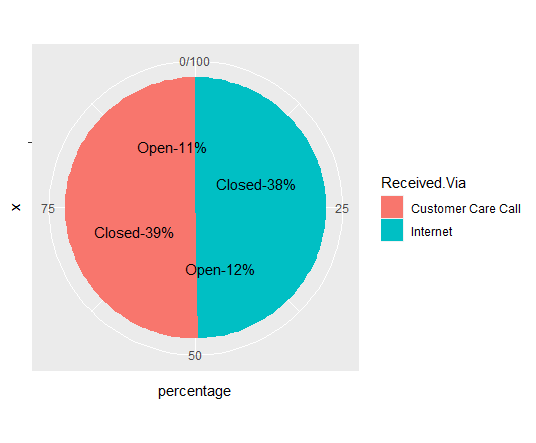 0/100
Open-11%
Closed-38%
Received.Via
Customer Care Call
Internet
x
75
25
Closed-39%
Open-12%
50
percentage